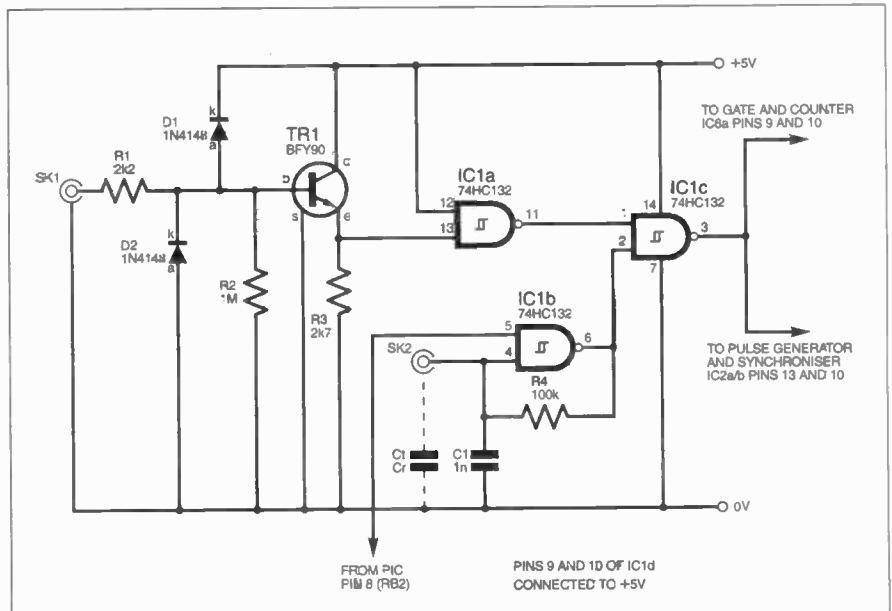 +5V
TO GATE AND COUNTER
IC6a PINS 9 AND 10
k
D1
1N4148
a
TR1
BFY90
c
b
s
e
R1
2k2
SK1
IC1a
74HC132
12
13
11
IC1c
74HC132
14
1
2
3
7
k
D2
1N4148
a
R2
1M
R3
2k7
IC1b
74HC132
5
4
6
SK2
R4
100k
TO PULSE GENERATOR
AND SYNCHRONISER
IC2a/b PINS 13 AND 10
Ct
Cr
C1
1n
0V
FROM PIC
PIN 8 (RB2)
PINS 9 AND 10 OF IC1d
CONNECTED TO +5V